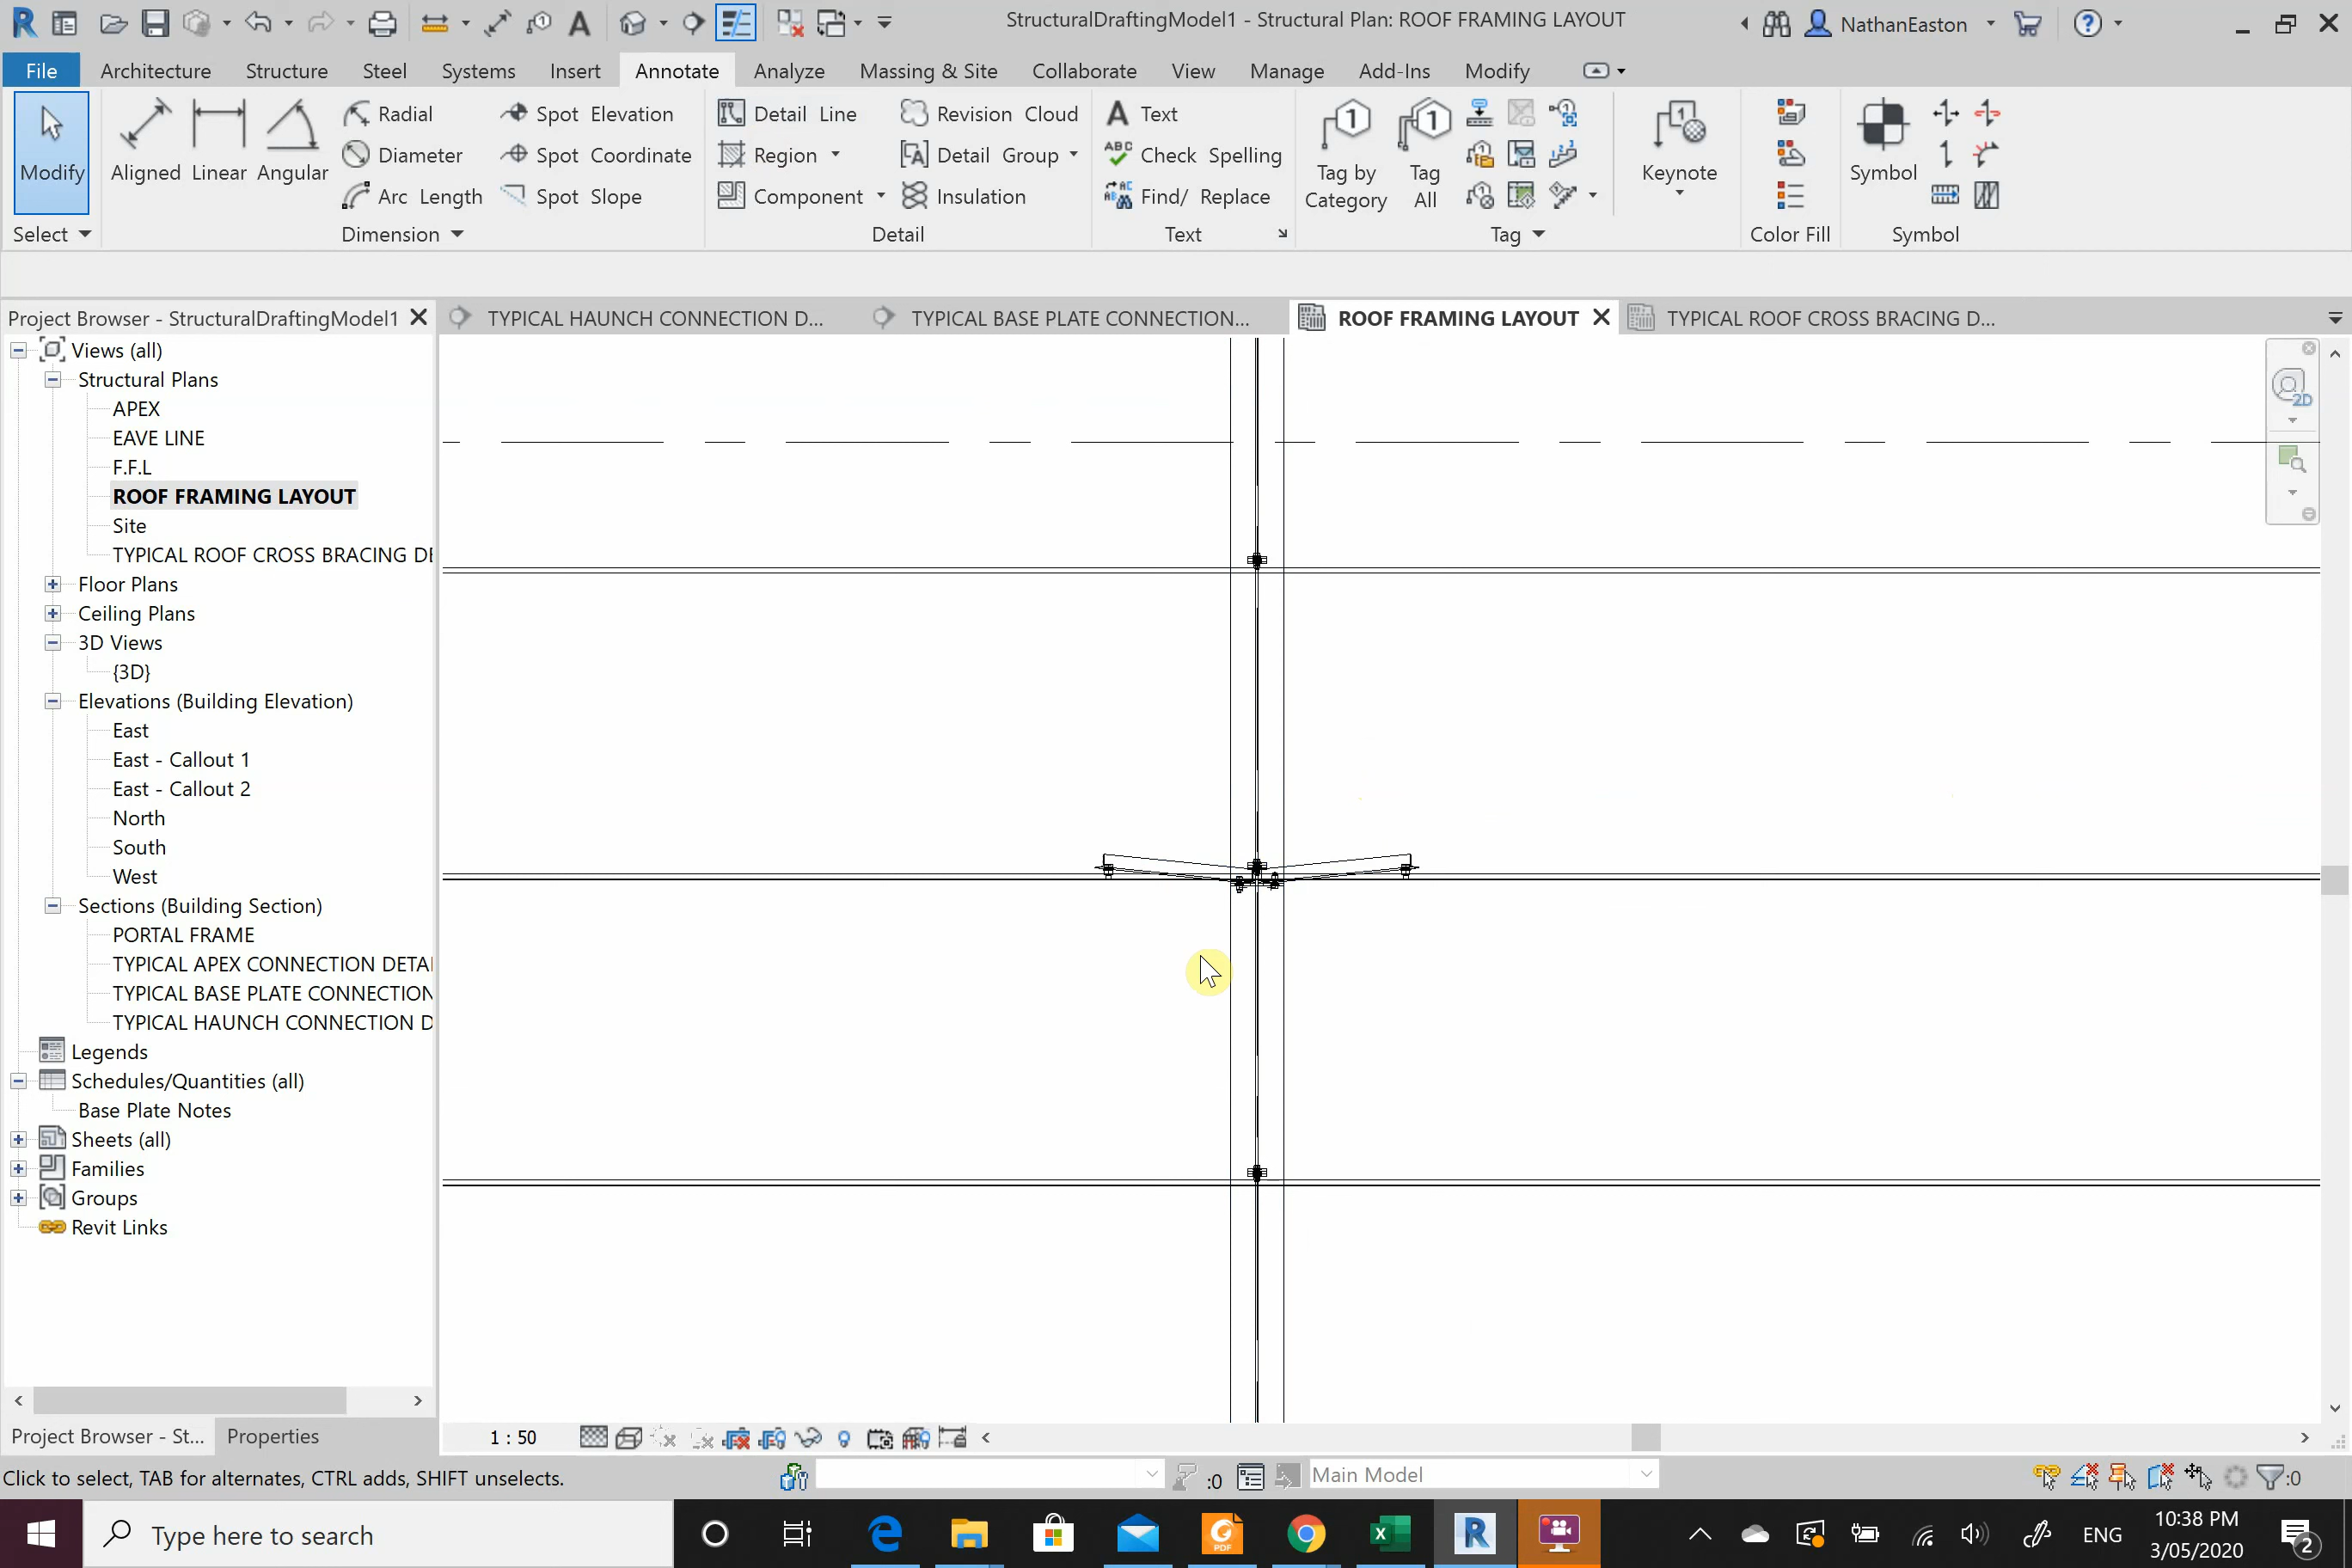 StructuralDraftingModel1 - Structural Plan: ROOF FRAMING LAYOUT
NathanEaston
File Architecture Structure Steel Systems Insert Annotate Analyze Massing & Site Collaborate View Manage Add-Ins Modify
Modify
Aligned
Linear
Angular
Radial
Diameter
Arc Length
Spot Elevation
Spot Coordinate
Spot Slope
Detail Line
Region
Component
Revision Cloud
Detail Group
Insulation
Text
Check Spelling
Find/ Replace
Tag by
Category
Tag
All
Keynote
Symbol
Select
Dimension
Detail
Text
Tag
Color Fill
Symbol
Project Browser - StructuralDraftingModel1
TYPICAL HAUNCH CONNECTION D...
TYPICAL BASE PLATE CONNECTION...
ROOF FRAMING LAYOUT
TYPICAL ROOF CROSS BRACING D...
Views (all)
Structural Plans
APEX
EAVE LINE
F.F.L
ROOF FRAMING LAYOUT
Site
TYPICAL ROOF CROSS BRACING DE
Floor Plans
Ceiling Plans
3D Views
{3D}
Elevations (Building Elevation)
East
East - Callout 1
East - Callout 2
North
South
West
Sections (Building Section)
PORTAL FRAME
TYPICAL APEX CONNECTION DETA
TYPICAL BASE PLATE CONNECTION
TYPICAL HAUNCH CONNECTION D
Legends
Schedules/Quantities (all)
Base Plate Notes
Sheets (all)
Families
Groups
Revit Links
2D
Project Browser - St...
Properties
1 : 50
Click to select, TAB for alternates, CTRL adds, SHIFT unselects.
:0
Main Model
:0
Type here to search
ENG
10:38 PM
3/05/2020
2